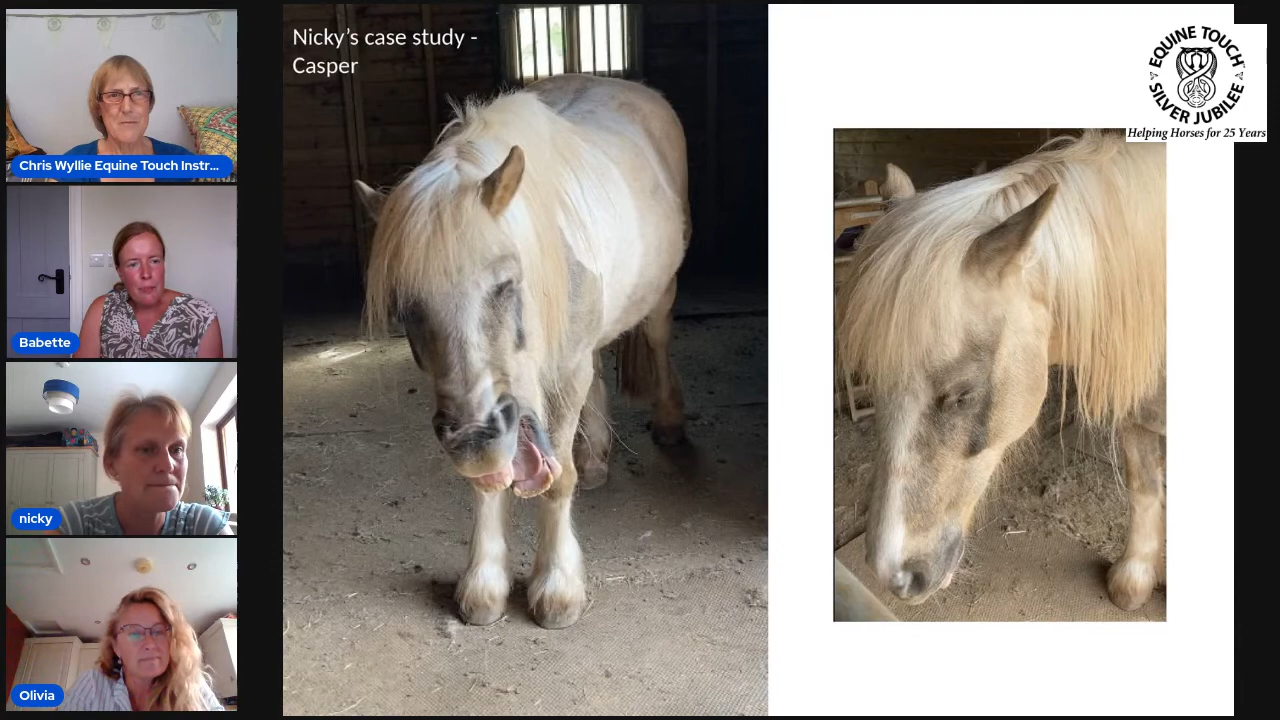 Chris Wyllie Equine Touch Instr...
Babette
nicky
Olivia
Nicky's case study -
Casper
EQUINE TOUCH
SILVER JUBILEE
Helping Horses for 25 Years